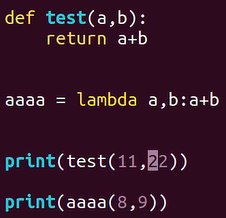 def test(a,b):
    return a+b
aaaa = lambda a,b:a+b
print(test(11,22))
print(aaaa(8,9))